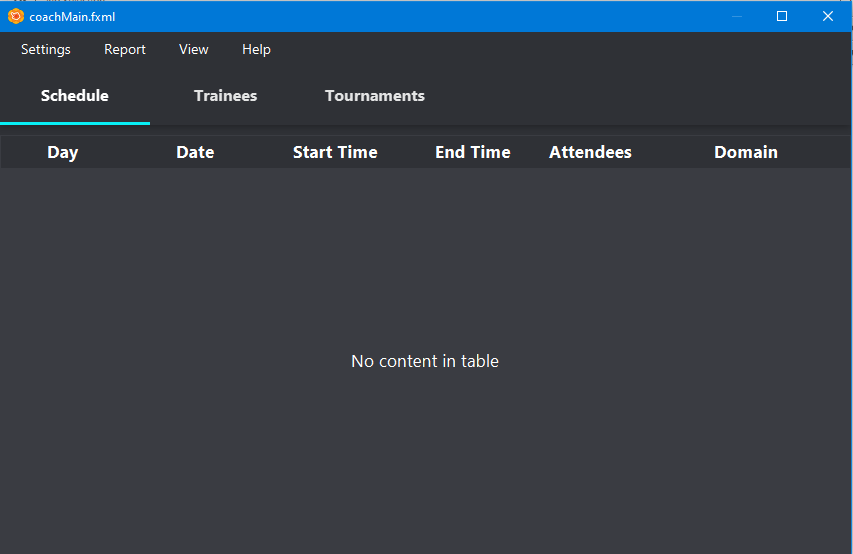 coachMain.fxml
Settings Report View Help
Schedule Trainees Tournaments
Day Date Start Time End Time Attendees Domain
No content in table